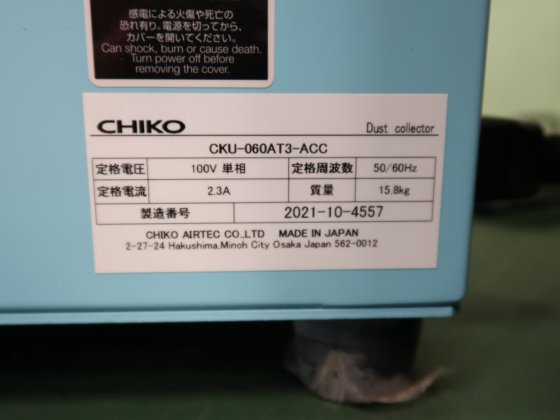 感電による火傷や死亡の
恐れ有り。電源を切ってから、
カバーを開いてください。
Can shock, burn or cause death.
Turn power off before
removing the cover.
CHIKO Dust collector
CKU-060AT3-ACC
定格電圧 100V 単相 定格周波数 50/60Hz
定格電流 2.3A 質量 15.8kg
製造番号 2021-10-4557
CHIKO AIRTEC CO.,LTD MADE IN JAPAN
2-27-24 Hakushima,Minoh City Osaka Japan 562-0012